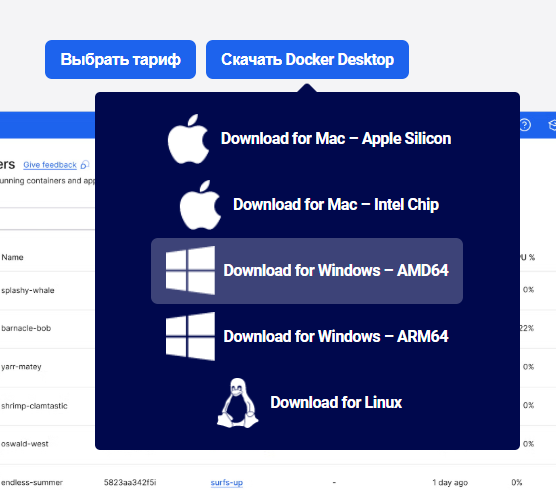 Выбрать тариф Скачать Docker Desktop
Download for Mac – Apple Silicon
ers Give feedback
unning containers and app
Download for Mac – Intel Chip
Name U %
Download for Windows – AMD64
splashy-whale 0%
barnacle-bob 22%
Download for Windows – ARM64
yarr-matey 0%
shrimp-clamtastic 0%
Download for Linux
oswald-west 0%
endless-summer 5823aa342f5i surfs-up - 1 day ago 0%